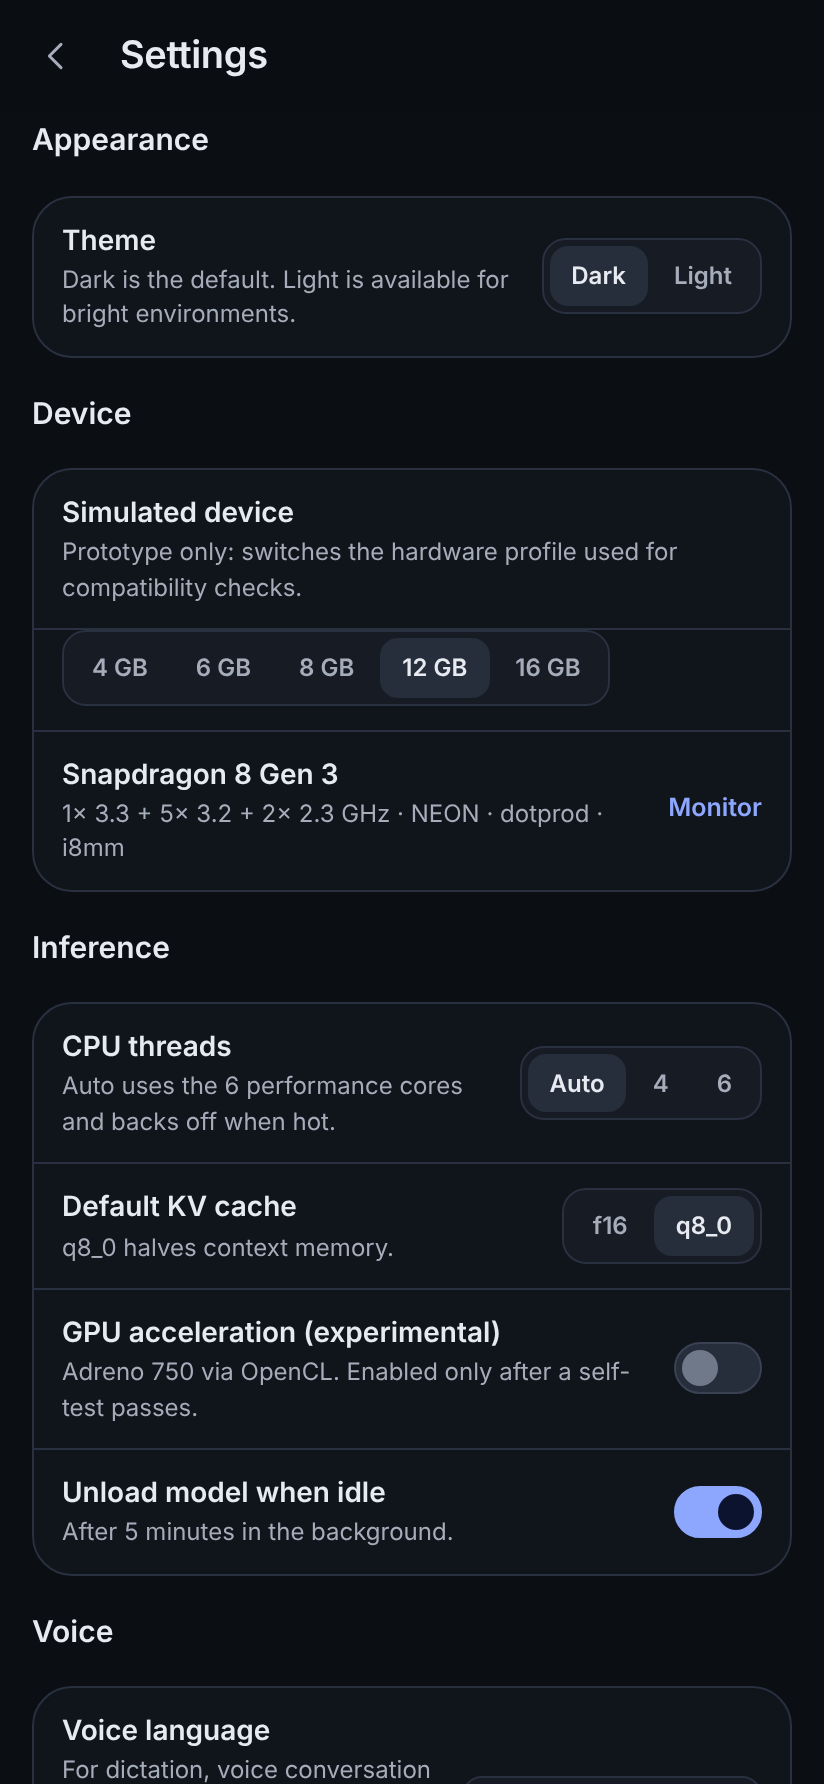 Settings
Appearance
Theme
Dark is the default. Light is available for
bright environments.
Dark Light
Device
Simulated device
Prototype only: switches the hardware profile used for
compatibility checks.
4 GB 6 GB 8 GB 12 GB 16 GB
Snapdragon 8 Gen 3
1× 3.3 + 5× 3.2 + 2× 2.3 GHz · NEON · dotprod ·
i8mm
Monitor
Inference
CPU threads
Auto uses the 6 performance cores
and backs off when hot.
Auto 4 6
Default KV cache
q8_0 halves context memory.
f16 q8_0
GPU acceleration (experimental)
Adreno 750 via OpenCL. Enabled only after a self-
test passes.
Unload model when idle
After 5 minutes in the background.
Voice
Voice language
For dictation, voice conversation